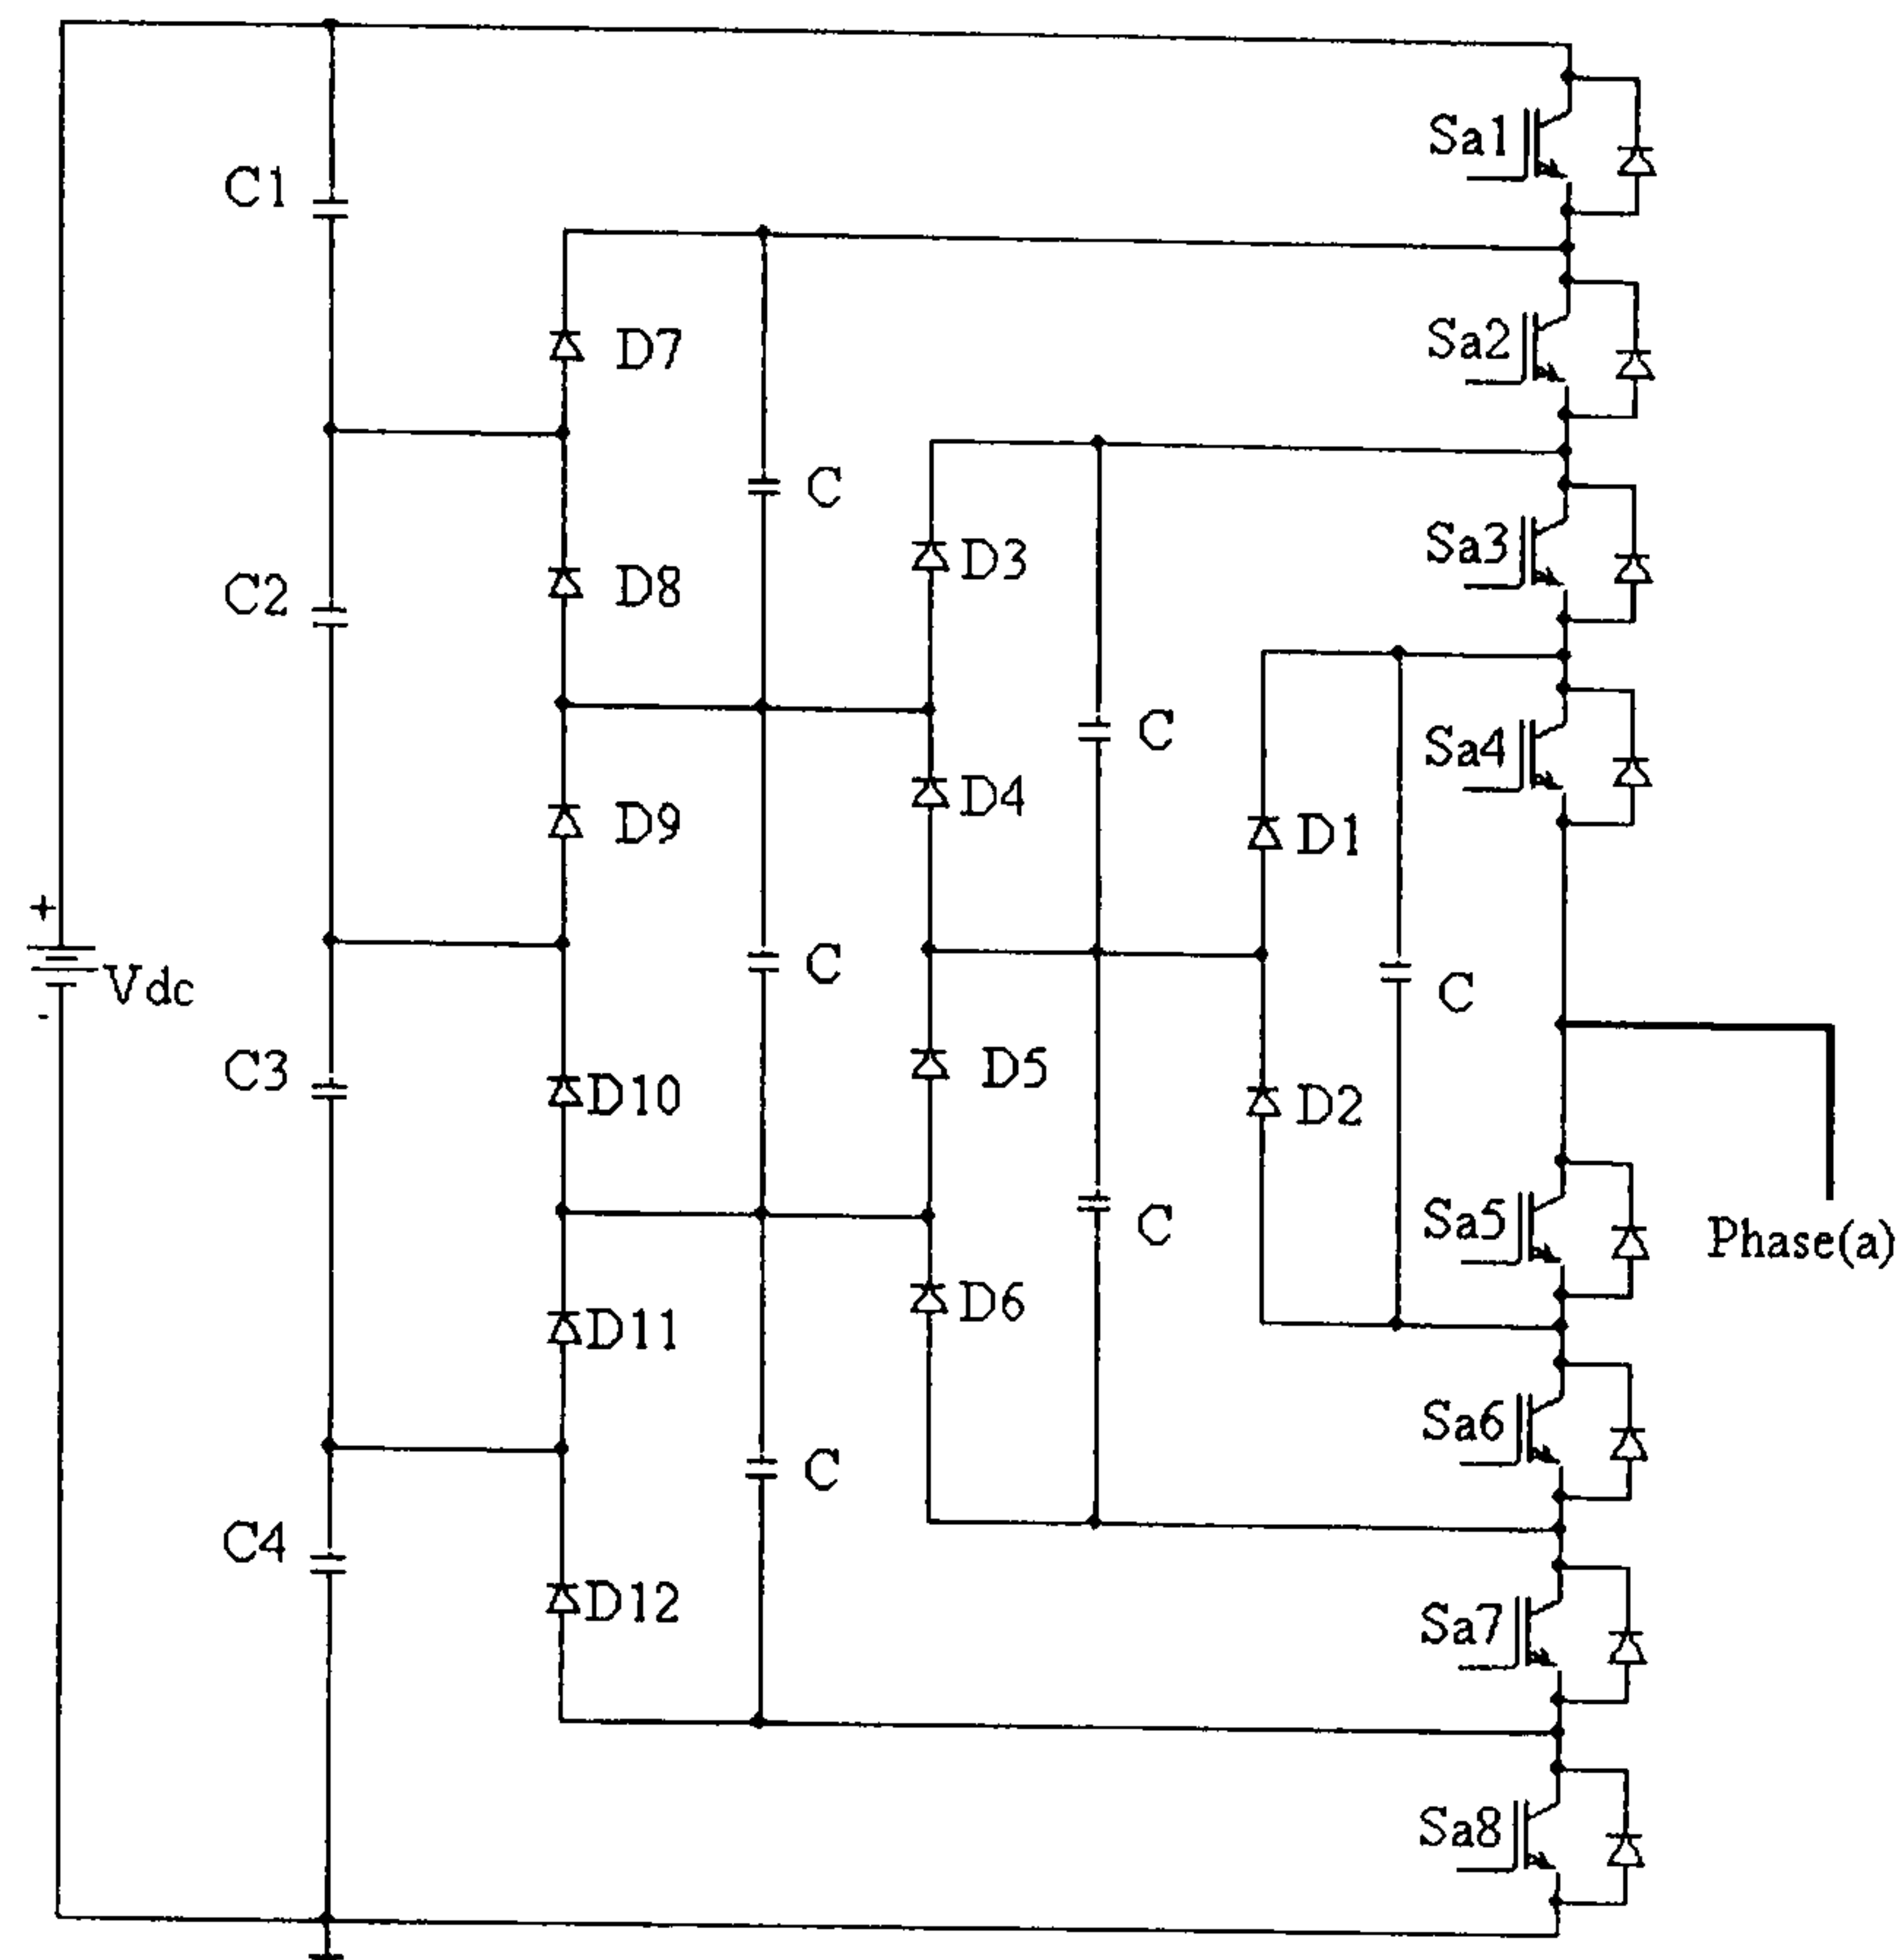 Sa1
C1
Sa2
D7
C
Sa3
D3
C2
D8
C
Sa4
D4
D9
D1
+
Vdc
-
C
C
C3
D5
D10
D2
C
Sa5
Phase(a)
D6
D11
Sa6
C
C4
D12
Sa7
Sa8